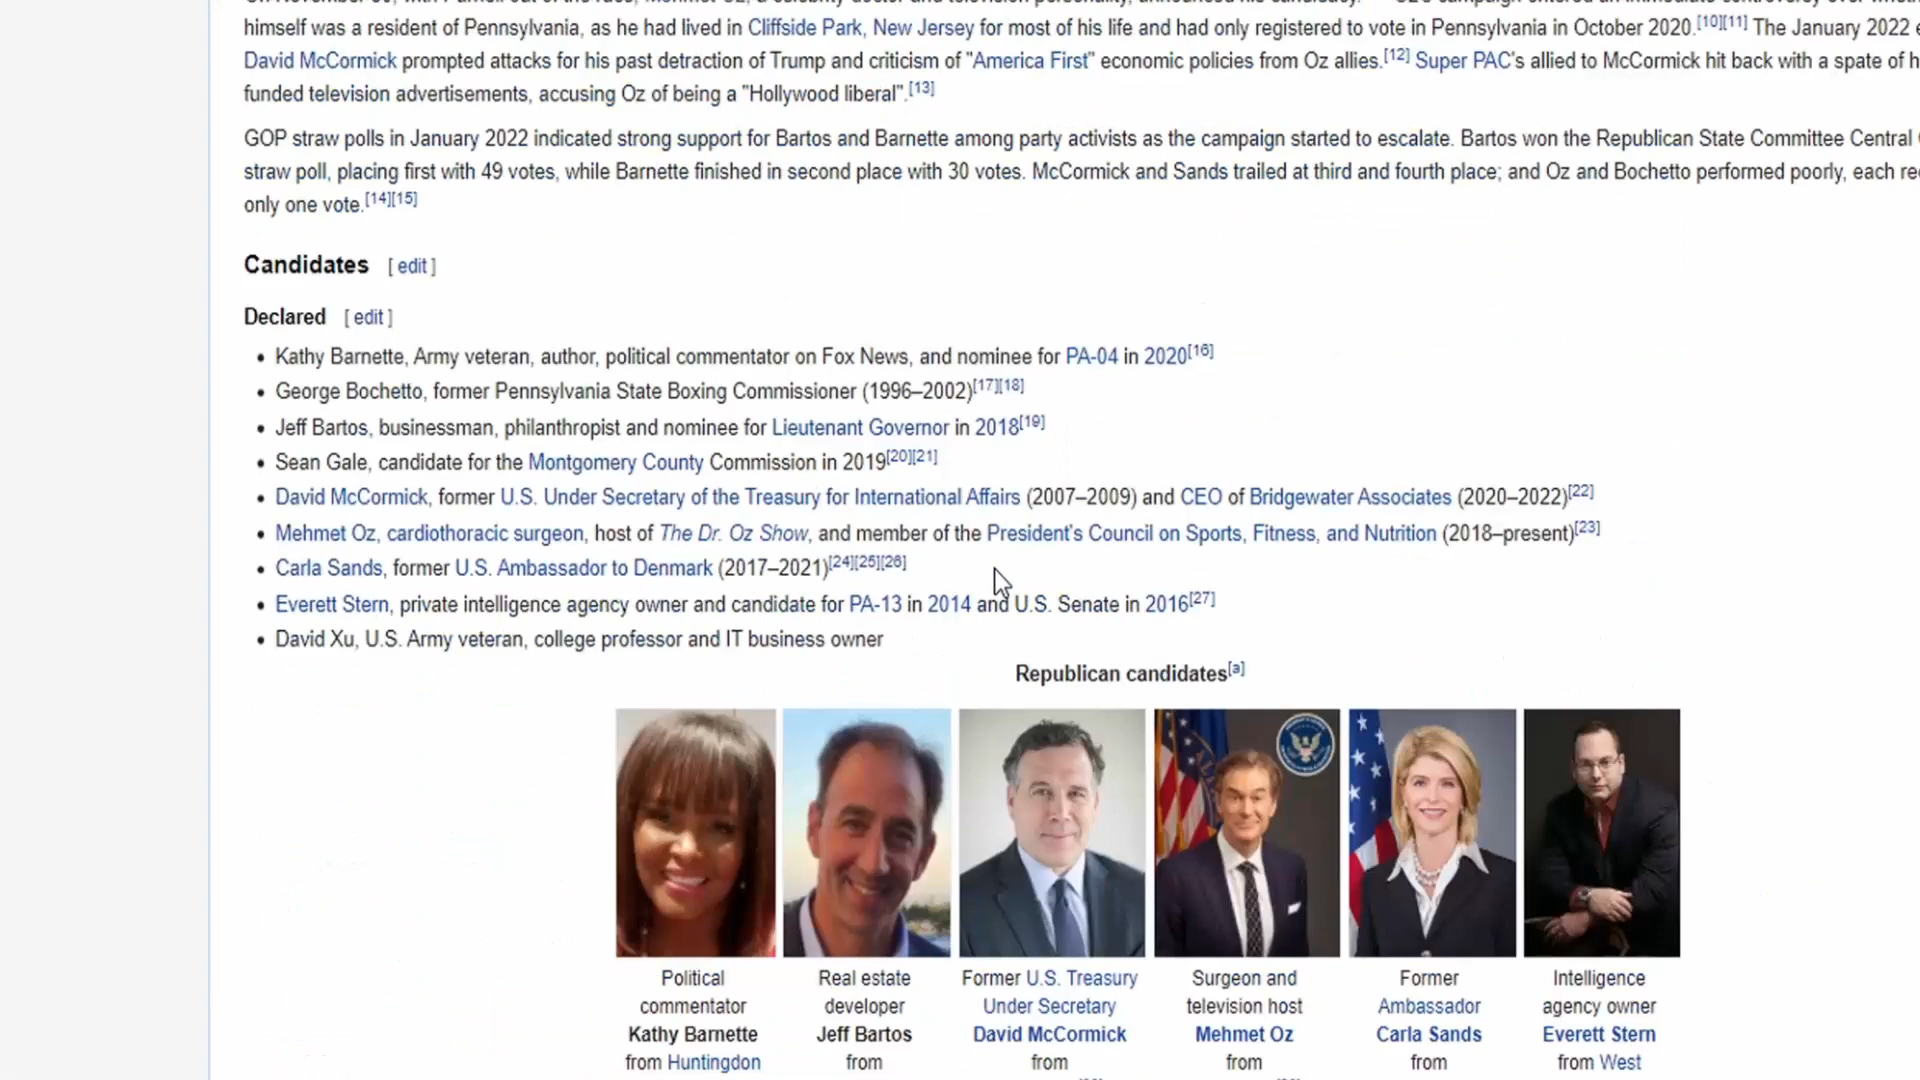 himself was a resident of Pennsylvania, as he had lived in Cliffside Park, New Jersey for most of his life and had only registered to vote in Pennsylvania in October 2020.[10][11] The January 2022
David McCormick prompted attacks for his past detraction of Trump and criticism of "America First" economic policies from Oz allies.[12] Super PAC's allied to McCormick hit back with a spate of
funded television advertisements, accusing Oz of being a "Hollywood liberal".[13]
GOP straw polls in January 2022 indicated strong support for Bartos and Barnette among party activists as the campaign started to escalate. Bartos won the Republican State Committee Central
straw poll, placing first with 49 votes, while Barnette finished in second place with 30 votes. McCormick and Sands trailed at third and fourth place; and Oz and Bochetto performed poorly, each
only one vote.[14][15]
Candidates [ edit ]
Declared [ edit ]
• Kathy Barnette, Army veteran, author, political commentator on Fox News, and nominee for PA-04 in 2020[16]
• George Bochetto, former Pennsylvania State Boxing Commissioner (1996–2002)[17][18]
• Jeff Bartos, businessman, philanthropist and nominee for Lieutenant Governor in 2018[19]
• Sean Gale, candidate for the Montgomery County Commission in 2019[20][21]
• David McCormick, former U.S. Under Secretary of the Treasury for International Affairs (2007–2009) and CEO of Bridgewater Associates (2020–2022)[22]
• Mehmet Oz, cardiothoracic surgeon, host of The Dr. Oz Show, and member of the President's Council on Sports, Fitness, and Nutrition (2018–present)[23]
• Carla Sands, former U.S. Ambassador to Denmark (2017–2021)[24][25][26]
• Everett Stern, private intelligence agency owner and candidate for PA-13 in 2014 and U.S. Senate in 2016[27]
• David Xu, U.S. Army veteran, college professor and IT business owner
Republican candidates[a]
Political
commentator
Kathy Barnette
from Huntingdon
Real estate
developer
Jeff Bartos
from
Former U.S. Treasury
Under Secretary
David McCormick
from
Surgeon and
television host
Mehmet Oz
from
Former
Ambassador
Carla Sands
from
Intelligence
agency owner
Everett Stern
from West